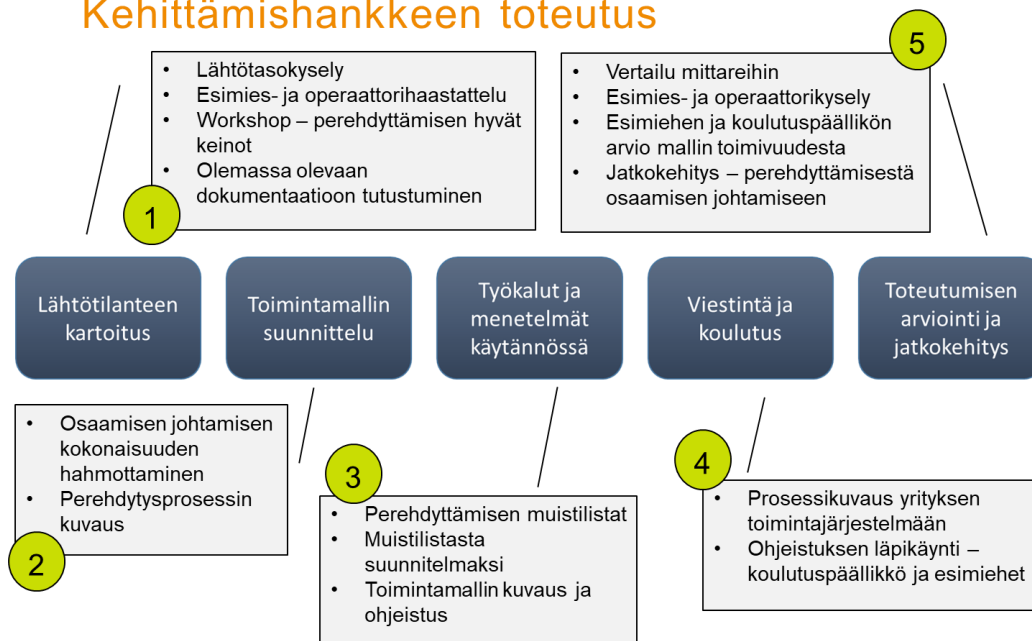 Kehittämishankkeen toteutus
5
• Lähtötasokysely
• Esimies- ja operaattorihaastattelu
• Workshop – perehdyttämisen hyvät
keinot
• Olemassa olevaan
dokumentaatioon tutustuminen
1
• Vertailu mittareihin
• Esimies- ja operaattorikysely
• Esimiehen ja koulutuspäällikön
arvio mallin toimivuudesta
• Jatkokehitys – perehdyttämisestä
osaamisen johtamiseen
Lähtötilanteen
kartoitus
Toimintamallin
suunnittelu
Työkalut ja
menetelmät
käytännössä
Viestintä ja
koulutus
Toteutumisen
arviointi ja
jatkokehitys
• Osaamisen johtamisen
kokonaisuuden
hahmottaminen
• Perehdytysprosessin
kuvaus
2
3
• Perehdyttämisen muistilistat
• Muistilistasta
suunnitelmaksi
• Toimintamallin kuvaus ja
ohjeistus
4
• Prosessikuvaus yrityksen
toimintajärjestelmään
• Ohjeistuksen läpikäynti –
koulutuspäällikkö ja esimiehet